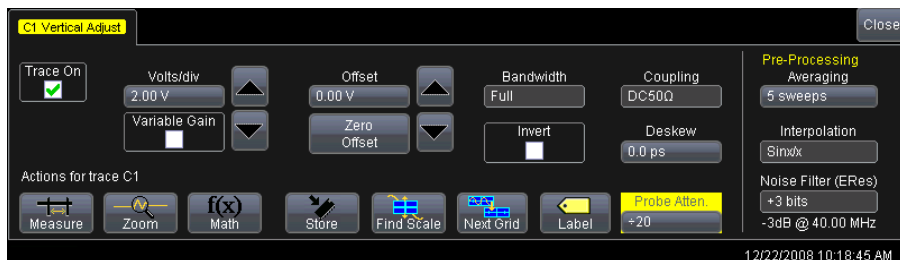 C1 Vertical Adjust
Close
Trace On
Volts/div
2.00 V
Variable Gain
Offset
0.00 V
Zero
Offset
Bandwidth
Full
Invert
Coupling
DC50Ω
Deskew
0.0 ps
Pre-Processing
Averaging
5 sweeps
Interpolation
Sinx/x
Noise Filter (ERes)
+3 bits
-3dB @ 40.00 MHz
Actions for trace C1
Measure
Zoom
f(x)
Math
Store
Find Scale
Next Grid
Label
Probe Atten.
÷20
12/22/2008 10:18:45 AM